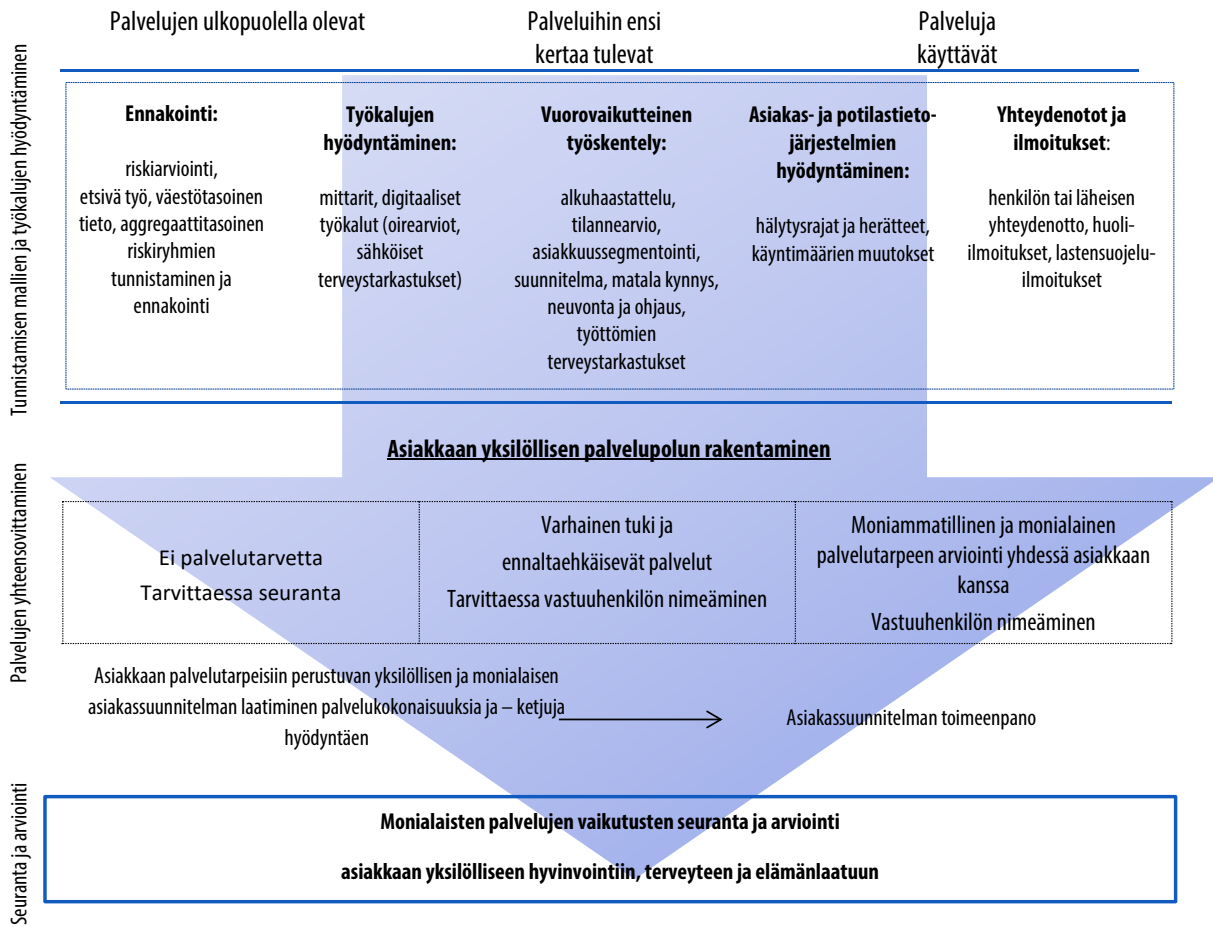 Palvelujen ulkopuolella olevat
Palveluihin ensi
kertaa tulevat
Palveluja
käyttävät
Tunnistamisen mallien ja työkalujen hyödyntäminen
Ennakointi:
riskiarviointi,
etsivä työ, väestötasoinen
tieto, aggregaattitasoinen
riskiryhmien
tunnistaminen ja
ennakointi
Työkalujen
hyödyntäminen:
mittarit, digitaaliset
työkalut (oirearviot,
sähköiset
terveystarkastukset)
Vuorovaikutteinen
työskentely:
alkuhaastattelu,
tilannearvio,
asiakkuussegmentointi,
suunnitelma, matala kynnys,
neuvonta ja ohjaus,
työttömien
terveystarkastukset
Asiakas- ja potilastieto-
järjestelmien
hyödyntäminen:
hälytysrajat ja herätteet,
käyntimäärien muutokset
Yhteydenotot ja
ilmoitukset:
henkilön tai läheisen
yhteydenotto, huoli-
ilmoitukset, lastensuojelu-
ilmoitukset
Asiakkaan yksilöllisen palvelupolun rakentaminen
Palvelujen yhteensovittaminen
Ei palvelutarvetta
Tarvittaessa seuranta
Varhainen tuki ja
ennaltaehkäisevät palvelut
Tarvittaessa vastuuhenkilön nimeäminen
Moniammatillinen ja monialainen
palvelutarpeen arviointi yhdessä asiakkaan
kanssa
Vastuuhenkilön nimeäminen
Asiakkaan palvelutarpeisiin perustuvan yksilöllisen ja monialaisen
asiakassuunnitelman laatiminen palvelukokonaisuuksia ja – ketjuja
hyödyntäen
Asiakassuunnitelman toimeenpano
Seuranta ja arviointi
Monialaisten palvelujen vaikutusten seuranta ja arviointi
asiakkaan yksilölliseen hyvinvointiin, terveyteen ja elämänlaatuun